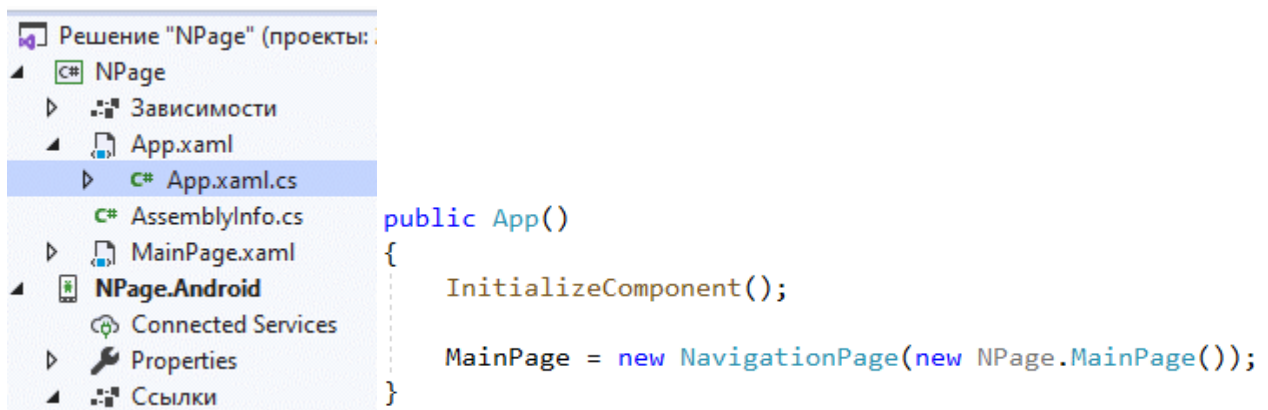 Решение "NPage" (проекты:
NPage
Зависимости
App.xaml
C# App.xaml.cs
C# AssemblyInfo.cs
MainPage.xaml
NPage.Android
Connected Services
Properties
Ссылки
public App()
{
InitializeComponent();
MainPage = new NavigationPage(new NPage.MainPage());
}